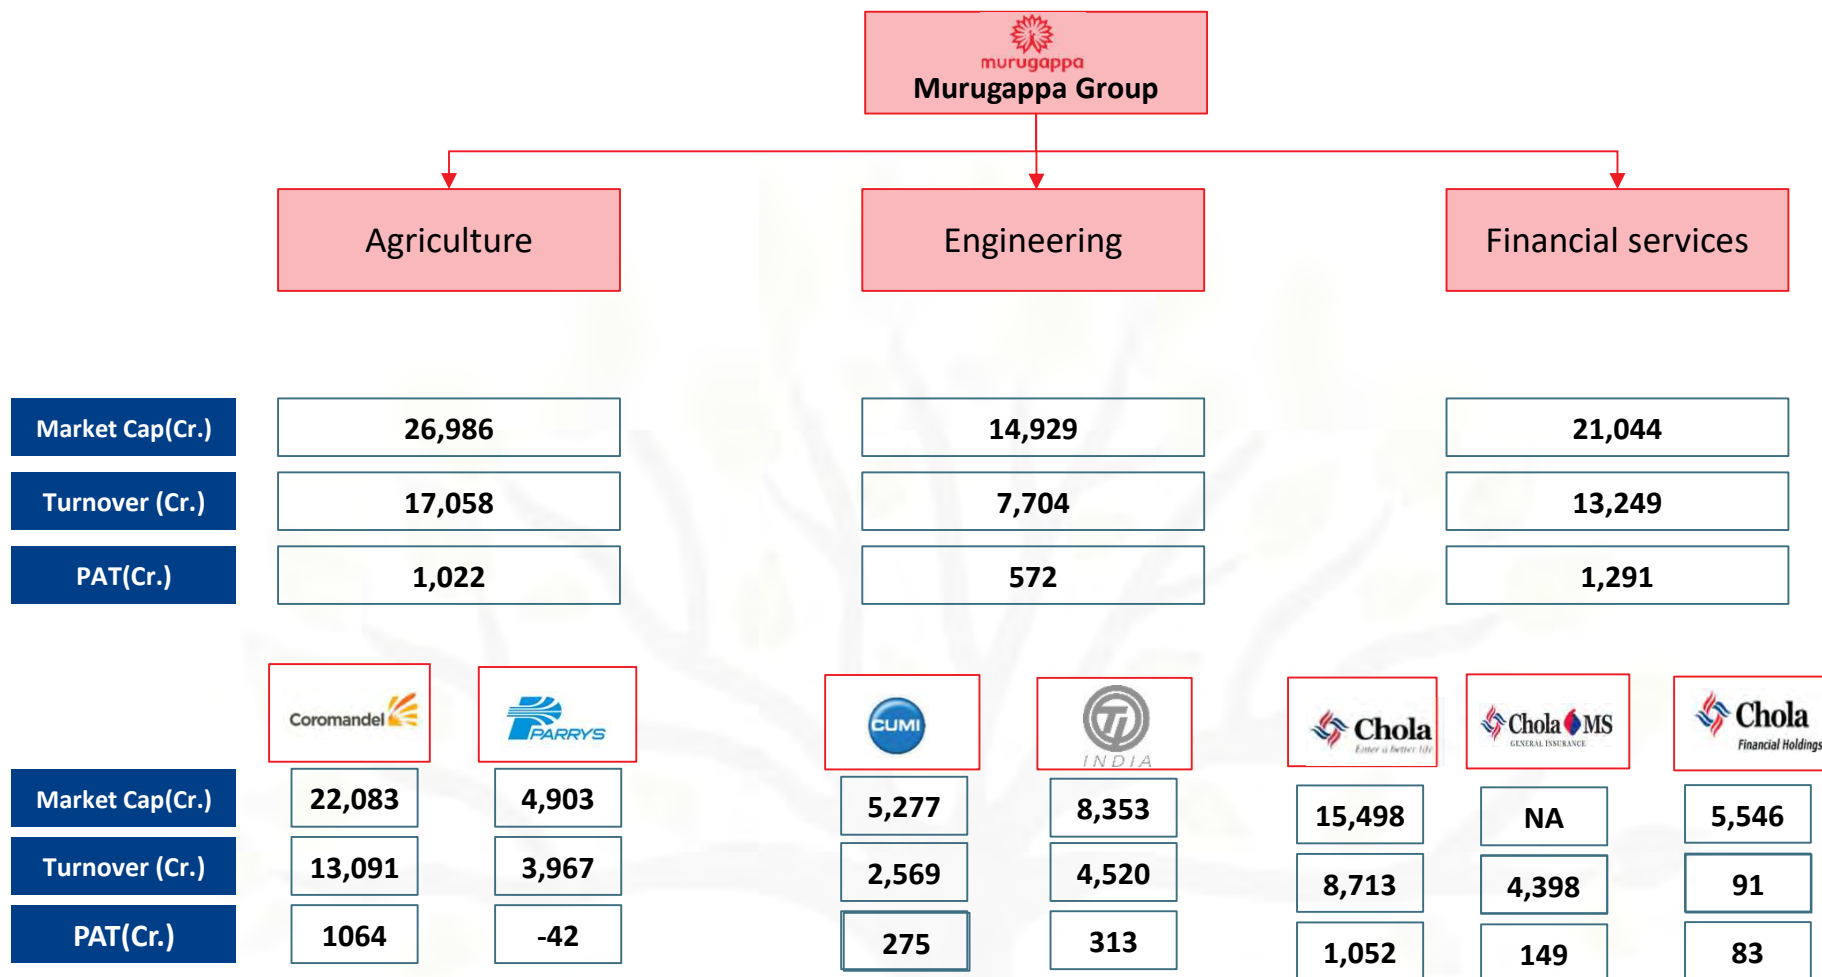 murugappa
Murugappa Group
Agriculture
Engineering
Financial services
Market Cap(Cr.)
26,986
14,929
21,044
Turnover (Cr.)
17,058
7,704
13,249
PAT(Cr.)
1,022
572
1,291
Coromandel
PARRYS
CUMI
TI
INDIA
Chola
Enter a better life
Chola MS
GENERAL INSURANCE
Chola
Financial Holdings
Market Cap(Cr.)
22,083
4,903
5,277
8,353
15,498
NA
5,546
Turnover (Cr.)
13,091
3,967
2,569
4,520
8,713
4,398
91
PAT(Cr.)
1064
-42
275
313
1,052
149
83